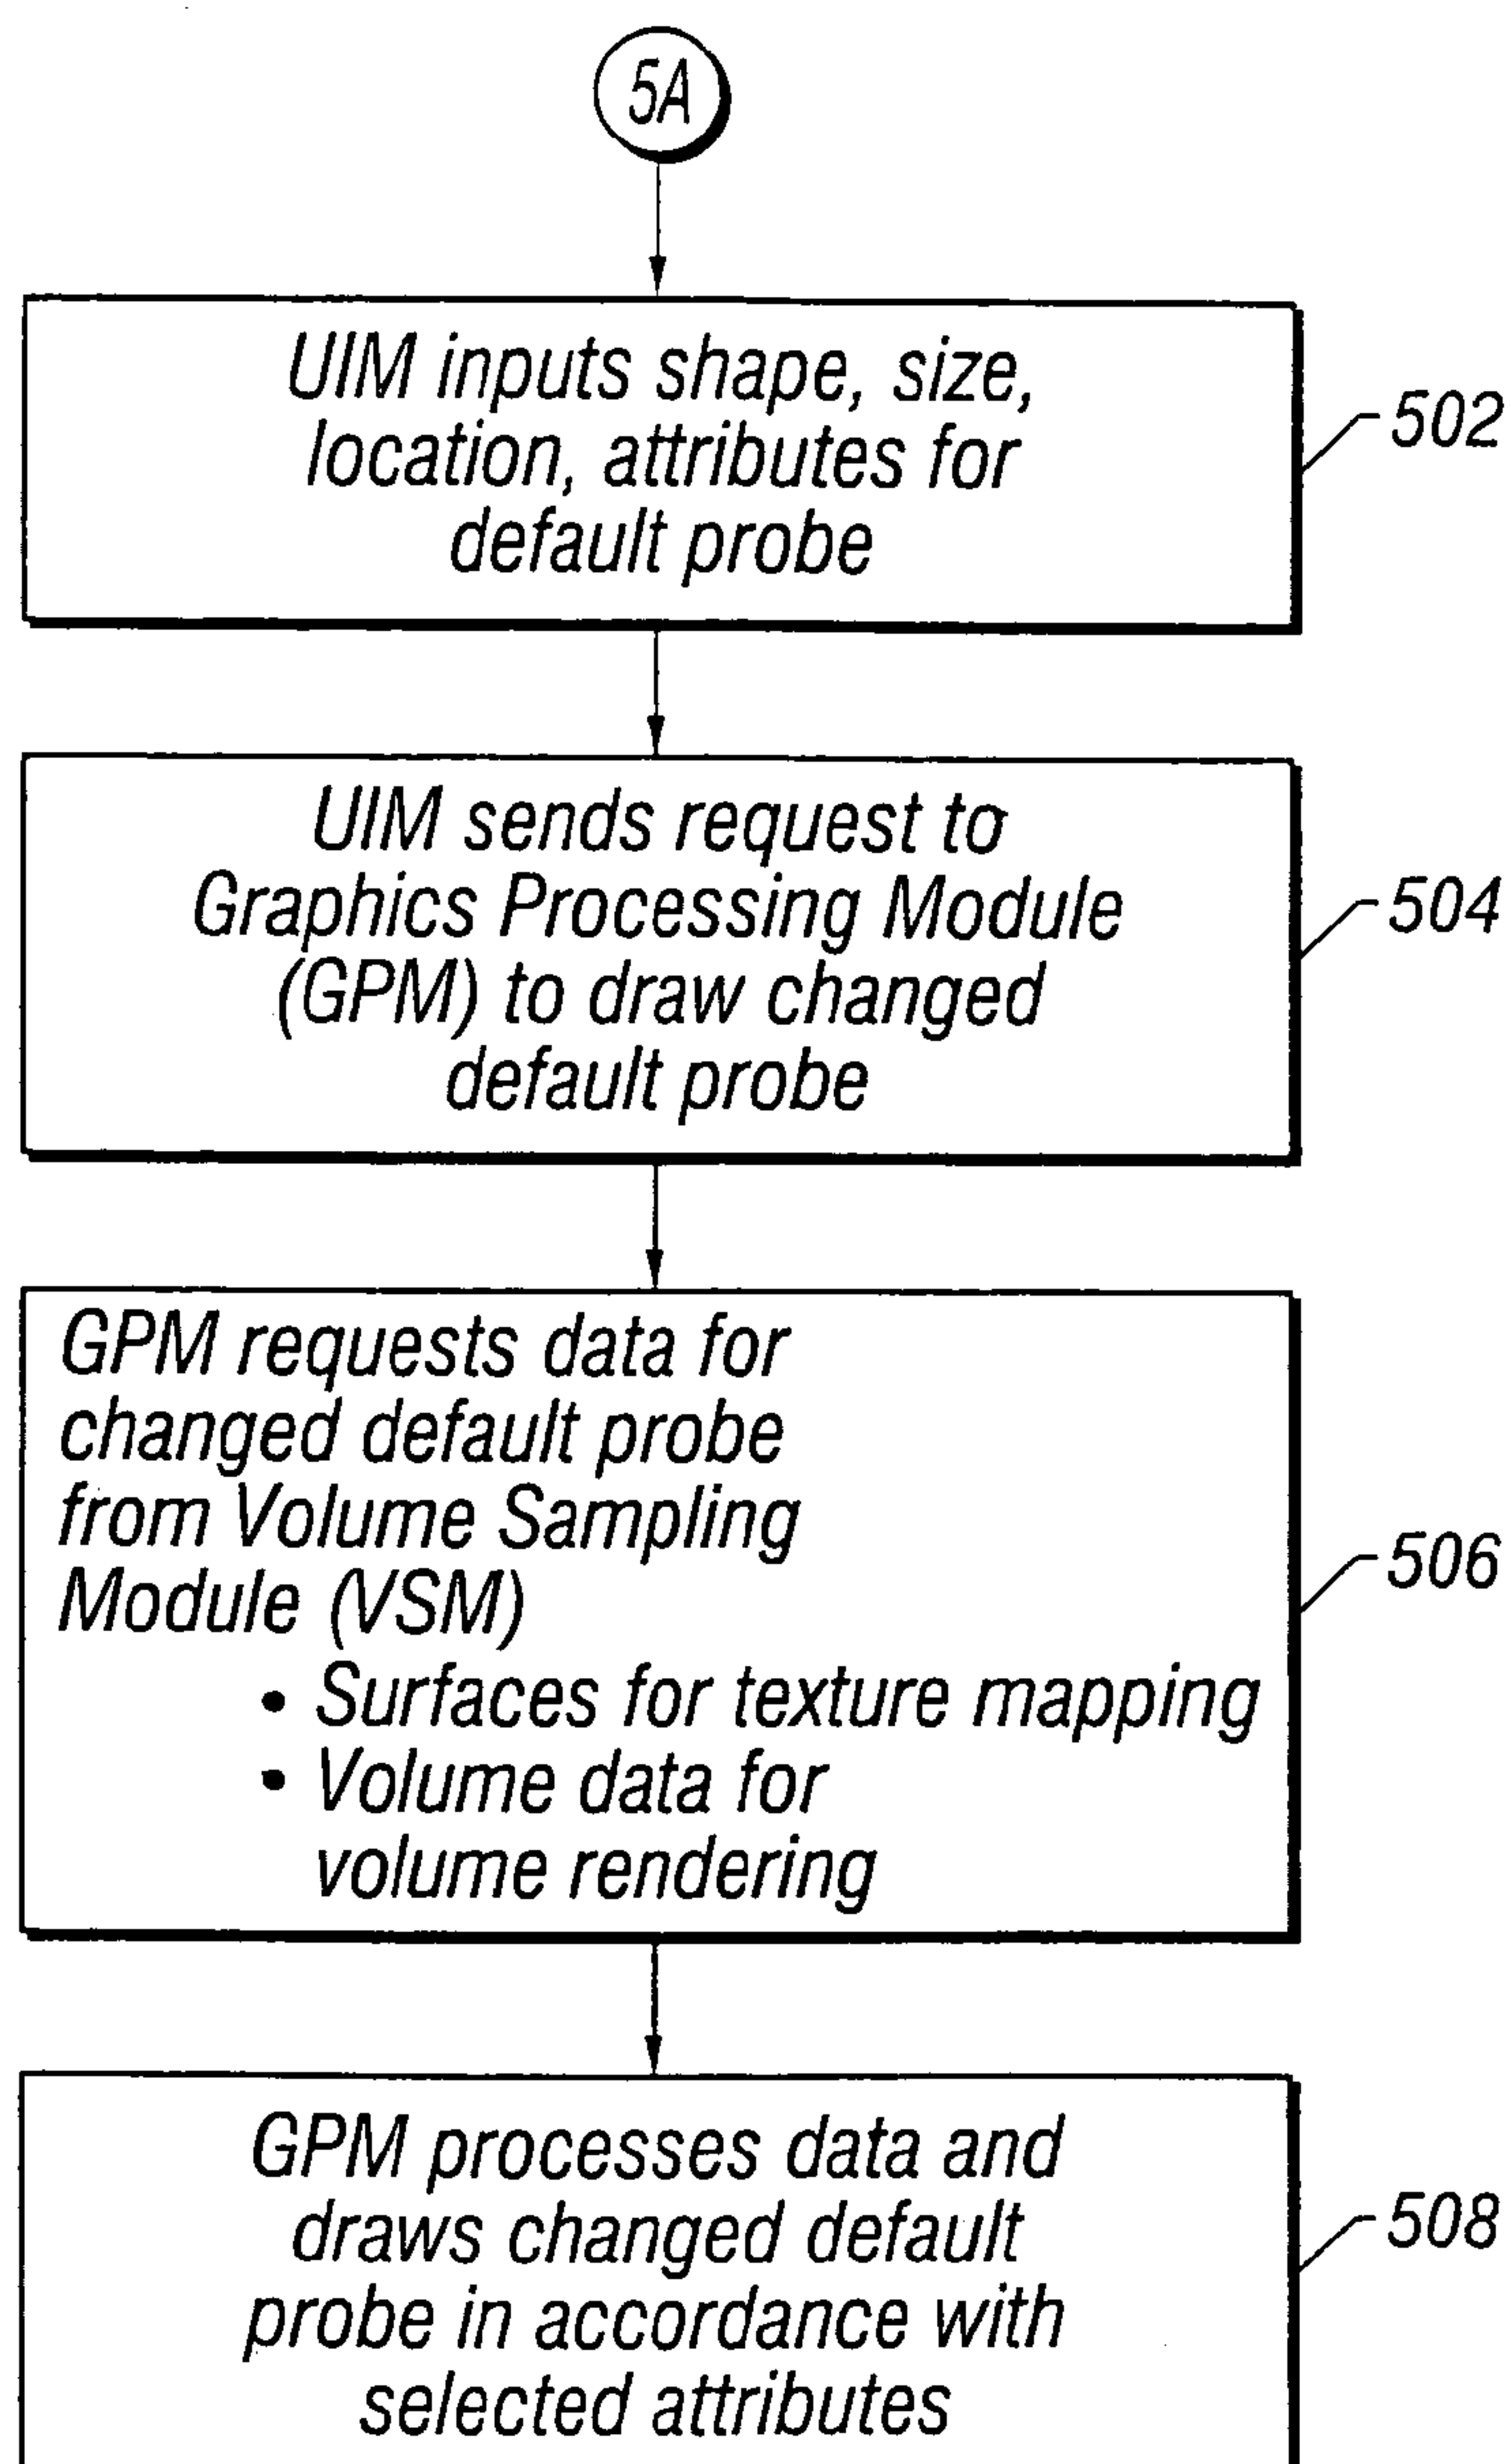 5A
UIM inputs shape, size,
location, attributes for
default probe
502
UIM sends request to
Graphics Processing Module
(GPM) to draw changed
default probe
504
GPM requests data for
changed default probe
from Volume Sampling
Module (VSM)
• Surfaces for texture mapping
• Volume data for
volume rendering
506
GPM processes data and
draws changed default
probe in accordance with
selected attributes
508